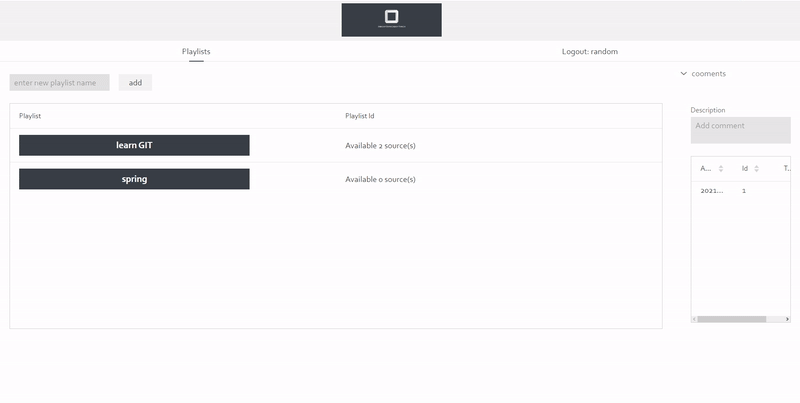 Playlists
Logout: random
enter new playlist name
add
cooments
Playlist
Playlist Id
learn GIT
Available 2 source(s)
spring
Available 0 source(s)
Description
Add comment
A...
Id
T..
2021...
1